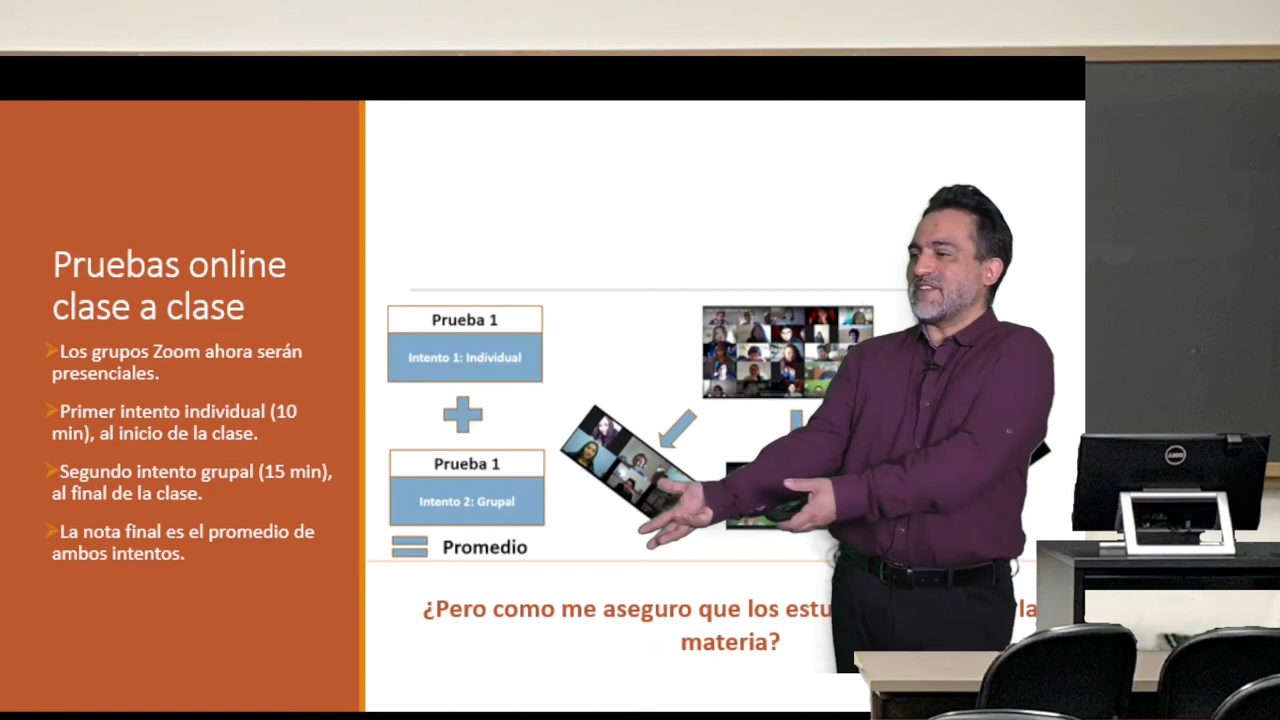 Pruebas online
clase a clase
Los grupos Zoom ahora serán
presenciales.
Primer intento individual (10
min), al inicio de la clase.
Segundo intento grupal (15 min),
al final de la clase.
La nota final es el promedio de
ambos intentos.
Prueba 1
Intento 1: Individual
Prueba 1
Intento 2: Grupal
Promedio
¿Pero como me aseguro que los la
materia?
DELL